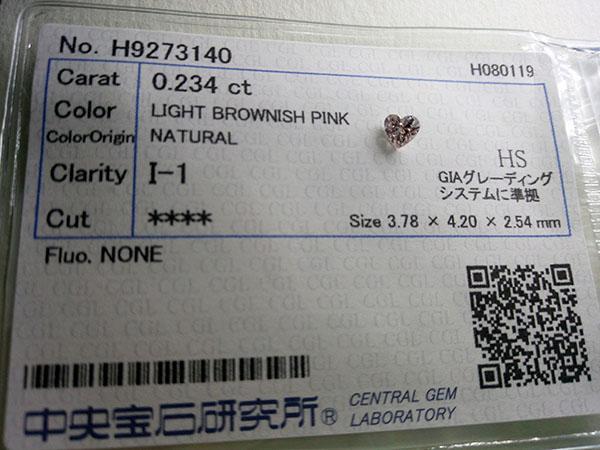 No. H9273140
H080119
Carat 0.234 ct
Color LIGHT BROWNISH PINK
ColorOrigin NATURAL
Clarity I-1
HS
GIAグレーディング
システムに準拠
Cut ****
Size 3.78 × 4.20 × 2.54 mm
Fluo. NONE
中央宝石研究所® CENTRAL GEM
LABORATORY